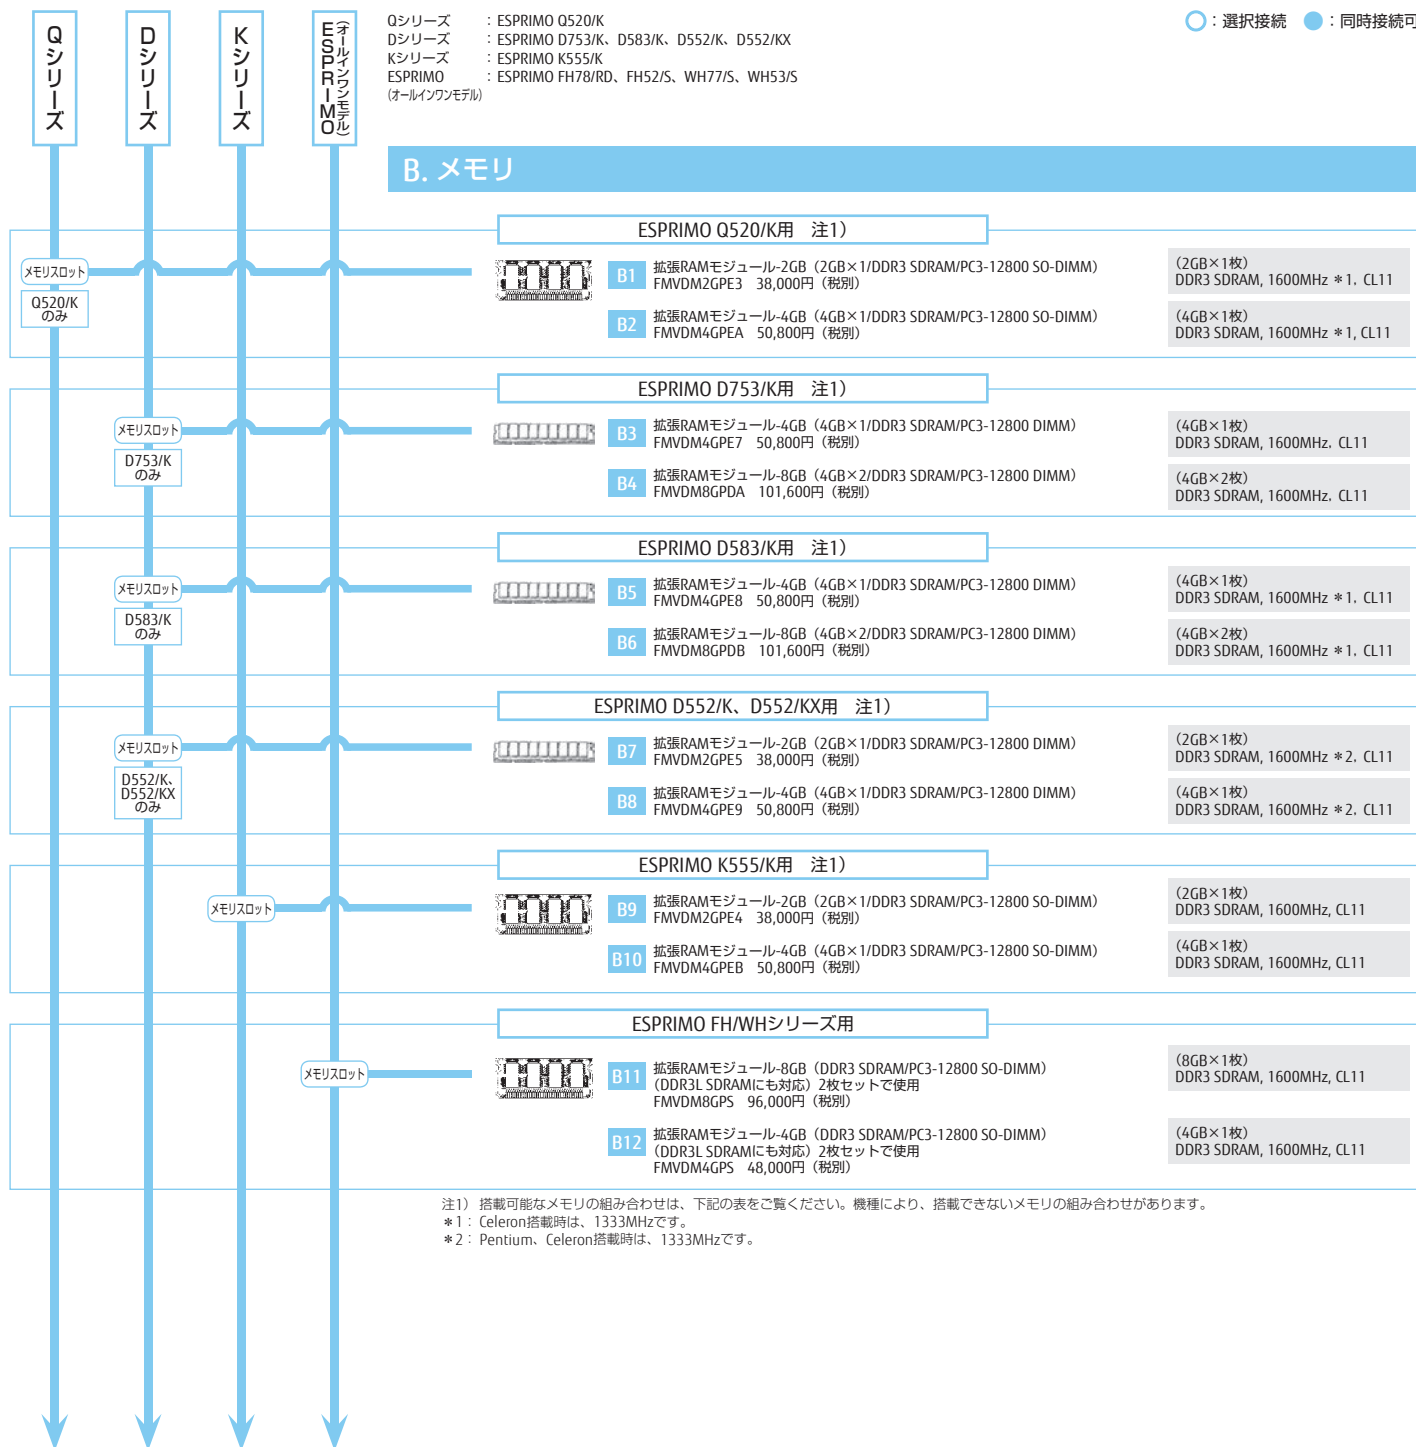 Qシリーズ
Dシリーズ
Kシリーズ
ESPRIMO
(オールインワンモデル)
Qシリーズ : ESPRIMO Q520/K
Dシリーズ : ESPRIMO D753/K、D583/K、D552/K、D552/KX
Kシリーズ : ESPRIMO K555/K
ESPRIMO : ESPRIMO FH78/RD、FH52/S、WH77/S、WH53/S
(オールインワンモデル)
○：選択接続 ●：同時接続可
B. メモリ
ESPRIMO Q520/K用 注1）
メモリスロット
Q520/K
のみ
B1 拡張RAMモジュール-2GB（2GB×1/DDR3 SDRAM/PC3-12800 SO-DIMM）
FMVDM2GPE3 38,000円（税別）
（2GB×1枚）
DDR3 SDRAM, 1600MHz ＊1, CL11
B2 拡張RAMモジュール-4GB（4GB×1/DDR3 SDRAM/PC3-12800 SO-DIMM）
FMVDM4GPEA 50,800円（税別）
（4GB×1枚）
DDR3 SDRAM, 1600MHz ＊1, CL11
ESPRIMO D753/K用 注1）
メモリスロット
D753/K
のみ
B3 拡張RAMモジュール-4GB（4GB×1/DDR3 SDRAM/PC3-12800 DIMM）
FMVDM4GPE7 50,800円（税別）
（4GB×1枚）
DDR3 SDRAM, 1600MHz, CL11
B4 拡張RAMモジュール-8GB（4GB×2/DDR3 SDRAM/PC3-12800 DIMM）
FMVDM8GPDA 101,600円（税別）
（4GB×2枚）
DDR3 SDRAM, 1600MHz, CL11
ESPRIMO D583/K用 注1）
メモリスロット
D583/K
のみ
B5 拡張RAMモジュール-4GB（4GB×1/DDR3 SDRAM/PC3-12800 DIMM）
FMVDM4GPE8 50,800円（税別）
（4GB×1枚）
DDR3 SDRAM, 1600MHz ＊1, CL11
B6 拡張RAMモジュール-8GB（4GB×2/DDR3 SDRAM/PC3-12800 DIMM）
FMVDM8GPDB 101,600円（税別）
（4GB×2枚）
DDR3 SDRAM, 1600MHz ＊1, CL11
ESPRIMO D552/K、D552/KX用 注1）
メモリスロット
D552/K、
D552/KX
のみ
B7 拡張RAMモジュール-2GB（2GB×1/DDR3 SDRAM/PC3-12800 DIMM）
FMVDM2GPE5 38,000円（税別）
（2GB×1枚）
DDR3 SDRAM, 1600MHz ＊2, CL11
B8 拡張RAMモジュール-4GB（4GB×1/DDR3 SDRAM/PC3-12800 DIMM）
FMVDM4GPE9 50,800円（税別）
（4GB×1枚）
DDR3 SDRAM, 1600MHz ＊2, CL11
ESPRIMO K555/K用 注1）
メモリスロット
B9 拡張RAMモジュール-2GB（2GB×1/DDR3 SDRAM/PC3-12800 SO-DIMM）
FMVDM2GPE4 38,000円（税別）
（2GB×1枚）
DDR3 SDRAM, 1600MHz, CL11
B10 拡張RAMモジュール-4GB（4GB×1/DDR3 SDRAM/PC3-12800 SO-DIMM）
FMVDM4GPEB 50,800円（税別）
（4GB×1枚）
DDR3 SDRAM, 1600MHz, CL11
ESPRIMO FH/WHシリーズ用
メモリスロット
B11 拡張RAMモジュール-8GB（DDR3 SDRAM/PC3-12800 SO-DIMM）
（DDR3L SDRAMにも対応）2枚セットで使用
FMVDM8GPS 96,000円（税別）
（8GB×1枚）
DDR3 SDRAM, 1600MHz, CL11
B12 拡張RAMモジュール-4GB（DDR3 SDRAM/PC3-12800 SO-DIMM）
（DDR3L SDRAMにも対応）2枚セットで使用
FMVDM4GPS 48,000円（税別）
（4GB×1枚）
DDR3 SDRAM, 1600MHz, CL11
注1） 搭載可能なメモリの組み合わせは、下記の表をご覧ください。機種により、搭載できないメモリの組み合わせがあります。
＊1： Celeron搭載時は、1333MHzです。
＊2： Pentium、Celeron搭載時は、1333MHzです。